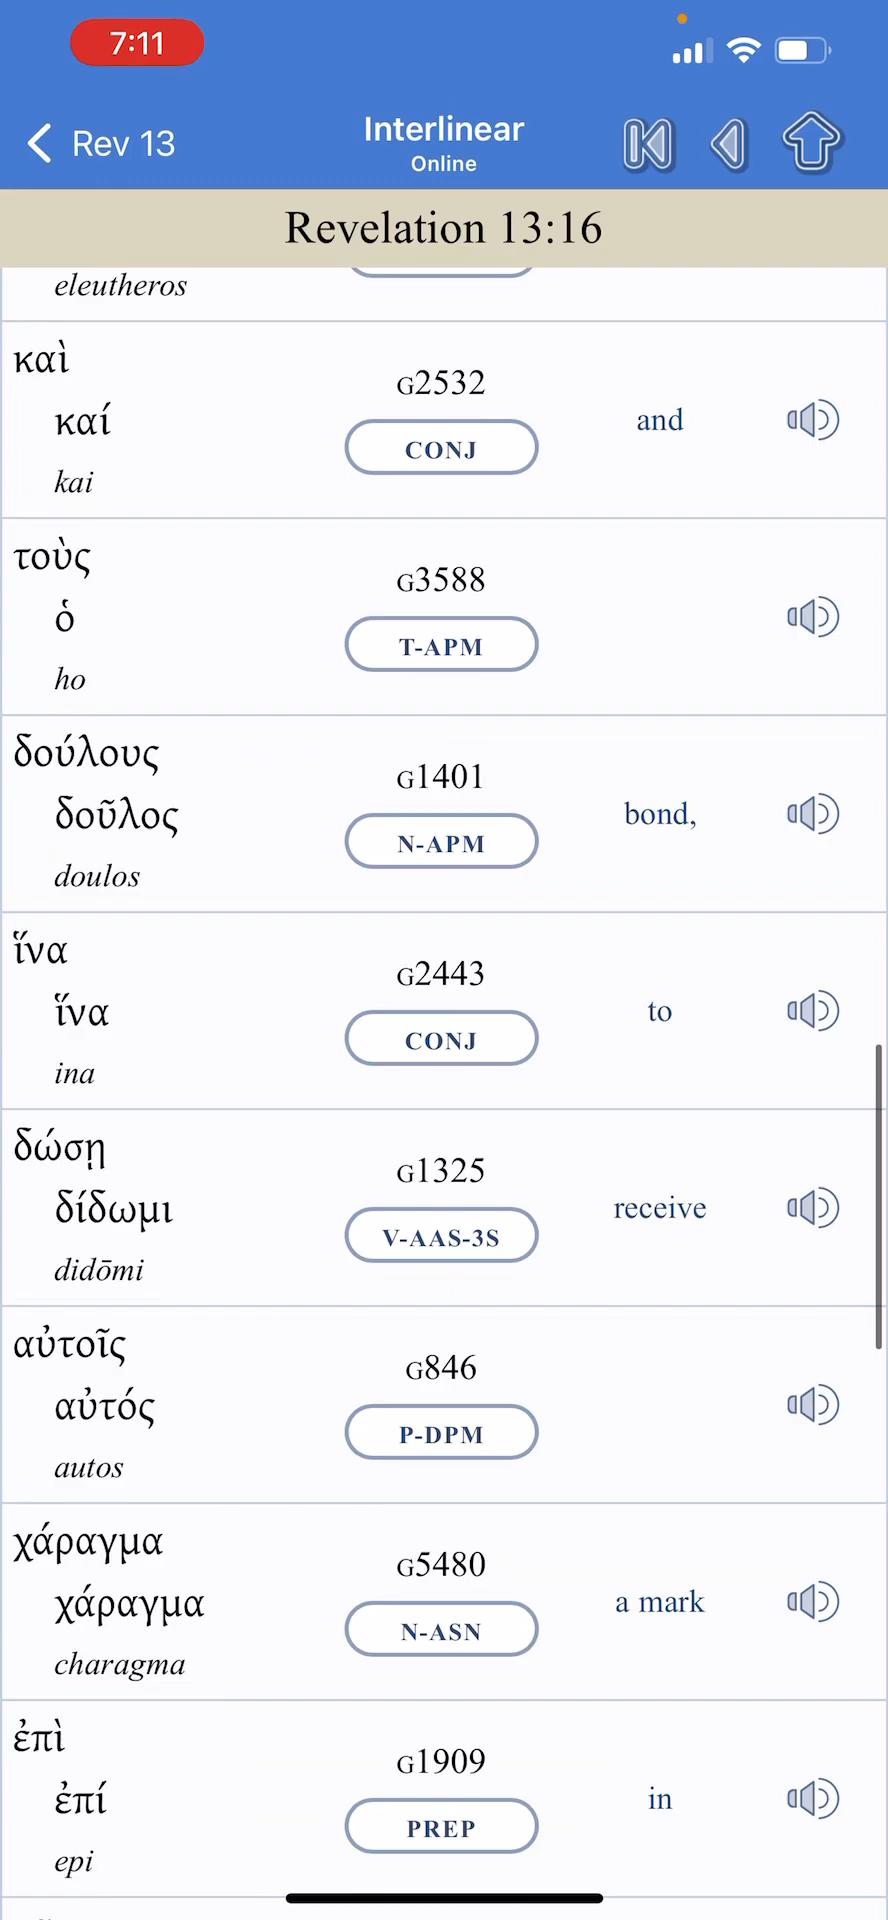 7:11
Rev 13
Interlinear
Online
Revelation 13:16
eleutheros
καὶ
G2532
καί
CONJ
and
kai
τοὺς
G3588
ὁ
T-APM
ho
δούλους
G1401
δοῦλος
N-APM
bond,
doulos
ἵνα
G2443
ἵνα
CONJ
to
ina
δώσῃ
G1325
δίδωμι
V-AAS-3S
receive
didōmi
αὐτοῖς
G846
αὐτός
P-DPM
autos
χάραγμα
G5480
χάραγμα
N-ASN
a mark
charagma
ἐπὶ
G1909
ἐπί
PREP
in
epi